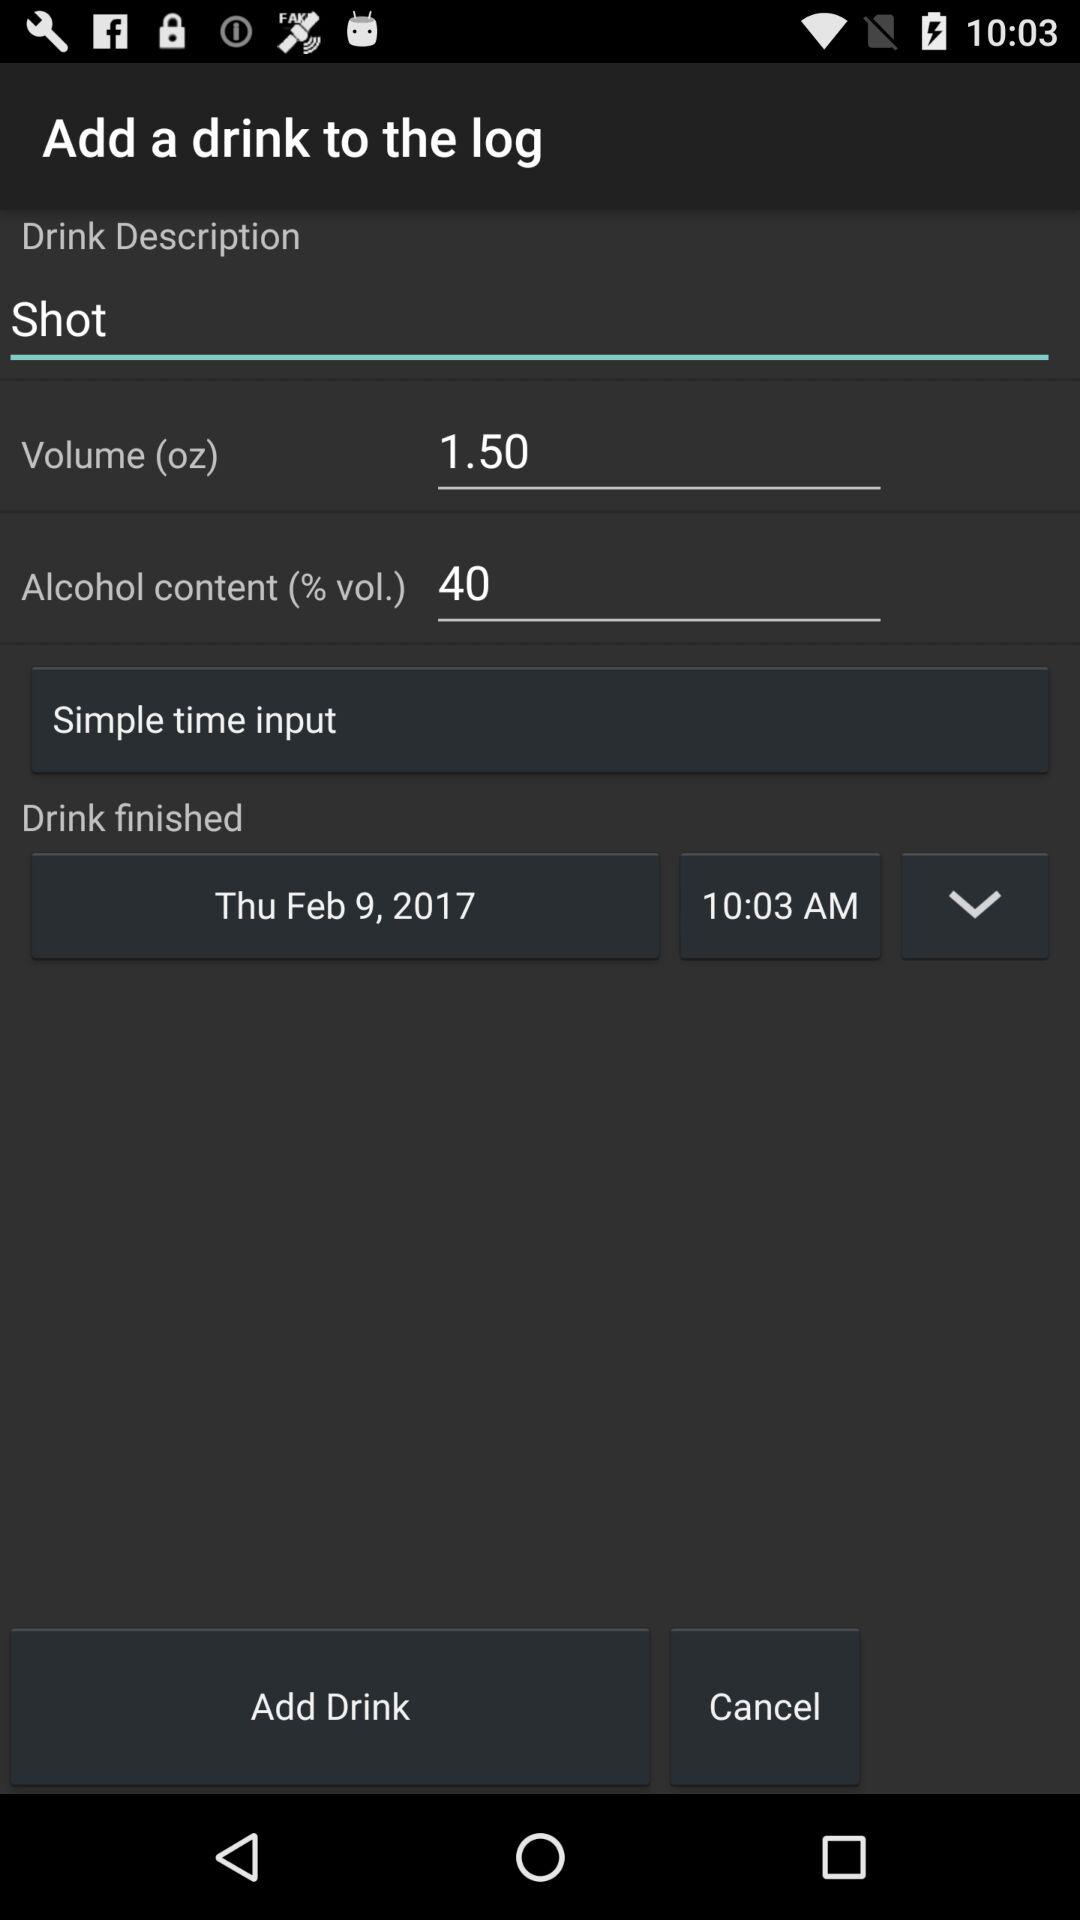 FAKE 10:03
Add a drink to the log
Drink Description
Shot
Volume (oz) 1.50
Alcohol content (% vol.) 40
Simple time input
Drink finished
Thu Feb 9, 2017 10:03 AM
Add Drink Cancel